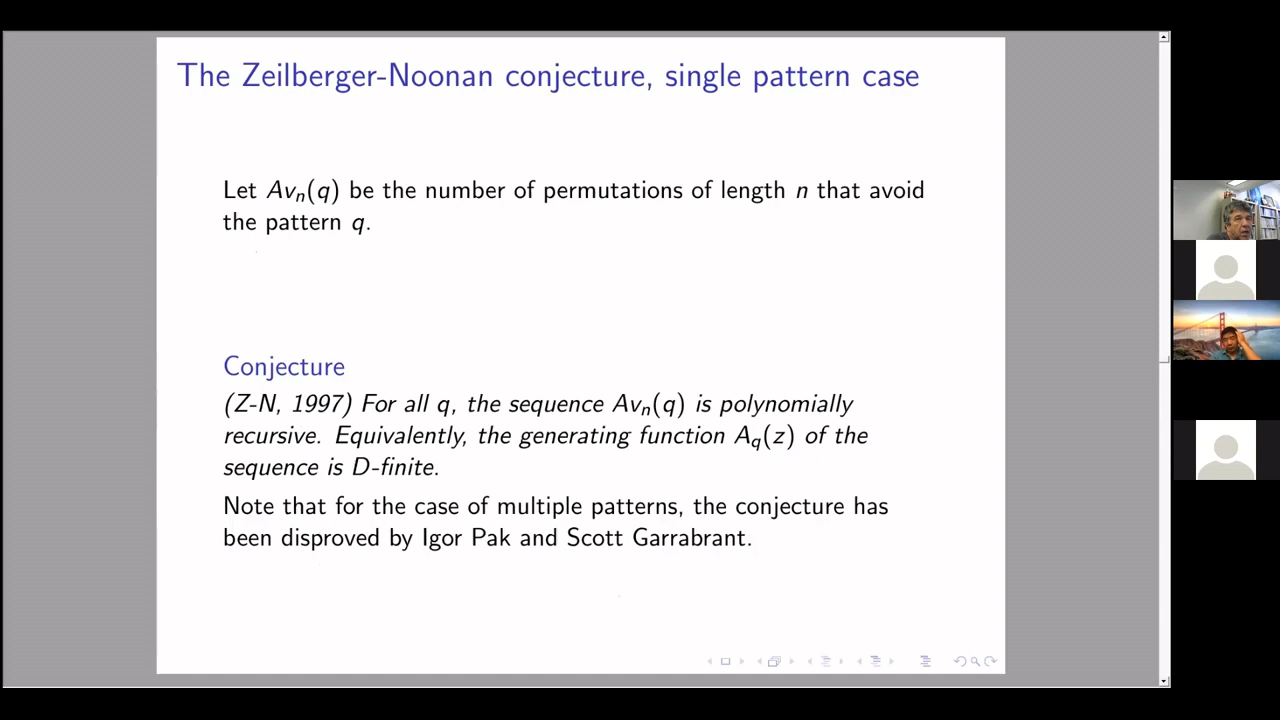 The Zeilberger-Noonan conjecture, single pattern case
Let Avₙ(q) be the number of permutations of length n that avoid
the pattern q.
Conjecture
(Z-N, 1997) For all q, the sequence Avₙ(q) is polynomially
recursive. Equivalently, the generating function A_q(z) of the
sequence is D-finite.
Note that for the case of multiple patterns, the conjecture has
been disproved by Igor Pak and Scott Garrabrant.